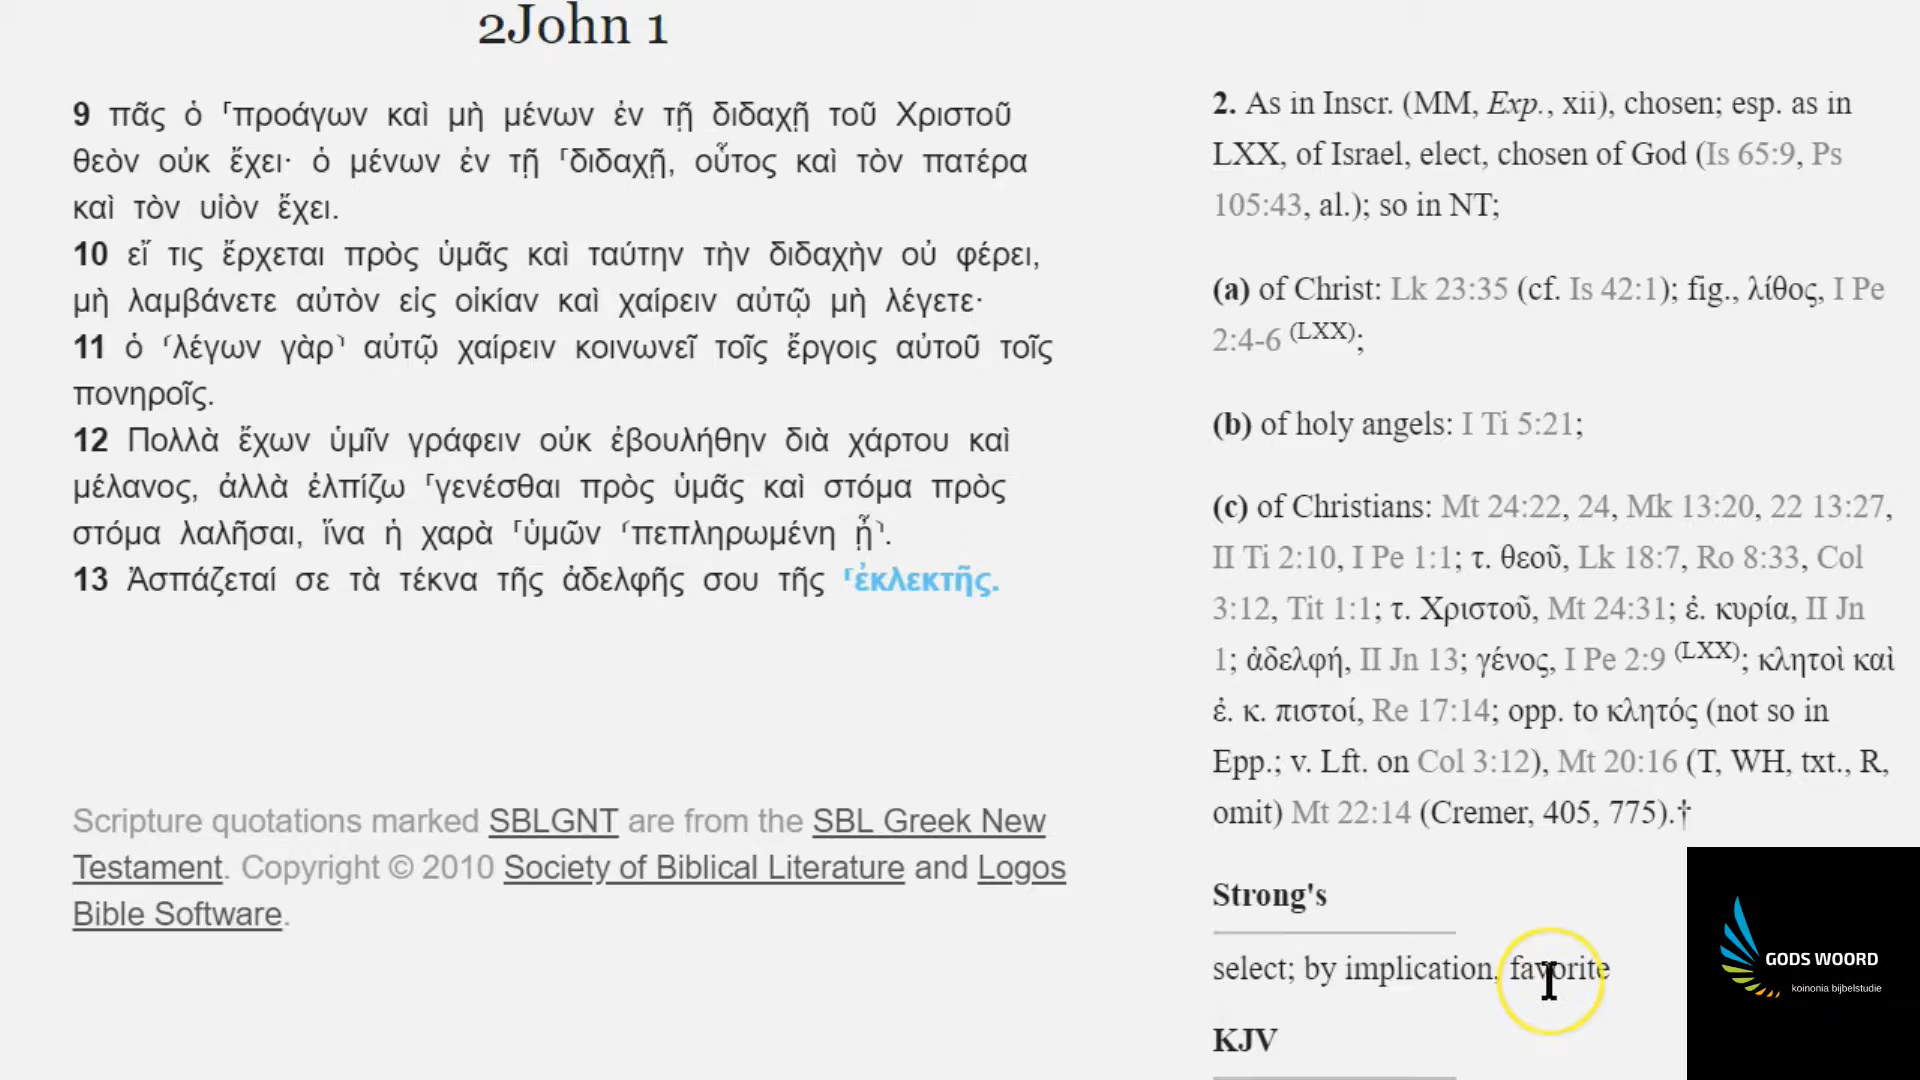 2John 1
9 πᾶς ὁ ⸀προάγων καὶ μὴ μένων ἐν τῇ διδαχῇ τοῦ Χριστοῦ
θεὸν οὐκ ἔχει· ὁ μένων ἐν τῇ ⸀διδαχῇ, οὗτος καὶ τὸν πατέρα
καὶ τὸν υἱὸν ἔχει.
10 εἴ τις ἔρχεται πρὸς ὑμᾶς καὶ ταύτην τὴν διδαχὴν οὐ φέρει,
μὴ λαμβάνετε αὐτὸν εἰς οἰκίαν καὶ χαίρειν αὐτῷ μὴ λέγετε·
11 ὁ ⸂λέγων γὰρ⸃ αὐτῷ χαίρειν κοινωνεῖ τοῖς ἔργοις αὐτοῦ τοῖς
πονηροῖς.
12 Πολλὰ ἔχων ὑμῖν γράφειν οὐκ ἐβουλήθην διὰ χάρτου καὶ
μέλανος, ἀλλὰ ἐλπίζω ⸀γενέσθαι πρὸς ὑμᾶς καὶ στόμα πρὸς
στόμα λαλῆσαι, ἵνα ἡ χαρὰ ⸀ὑμῶν ⸂πεπληρωμένη ᾖ⸃.
13 Ἀσπάζεταί σε τὰ τέκνα τῆς ἀδελφῆς σου τῆς ⸀ἐκλεκτῆς.
Scripture quotations marked SBLGNT are from the SBL Greek New
Testament. Copyright © 2010 Society of Biblical Literature and Logos
Bible Software.
2. As in Inscr. (MM, Exp., xii), chosen; esp. as in
LXX, of Israel, elect, chosen of God (Is 65:9, Ps
105:43, al.); so in NT;
(a) of Christ: Lk 23:35 (cf. Is 42:1); fig., λίθος, I Pe
2:4-6 (LXX);
(b) of holy angels: I Ti 5:21;
(c) of Christians: Mt 24:22, 24, Mk 13:20, 22 13:27,
II Ti 2:10, I Pe 1:1; τ. θεοῦ, Lk 18:7, Ro 8:33, Col
3:12, Tit 1:1; τ. Χριστοῦ, Mt 24:31; ἐ. κυρία, II Jn
1; ἀδελφή, II Jn 13; γένος, I Pe 2:9 (LXX); κλητοὶ καὶ
ἐ. κ. πιστοί, Re 17:14; opp. to κλητός (not so in
Epp.; v. Lft. on Col 3:12), Mt 20:16 (T, WH, txt., R,
omit) Mt 22:14 (Cremer, 405, 775).†
Strong's
select; by implication, favorite
KJV
GODS WOORD
koinonia bijbelstudie